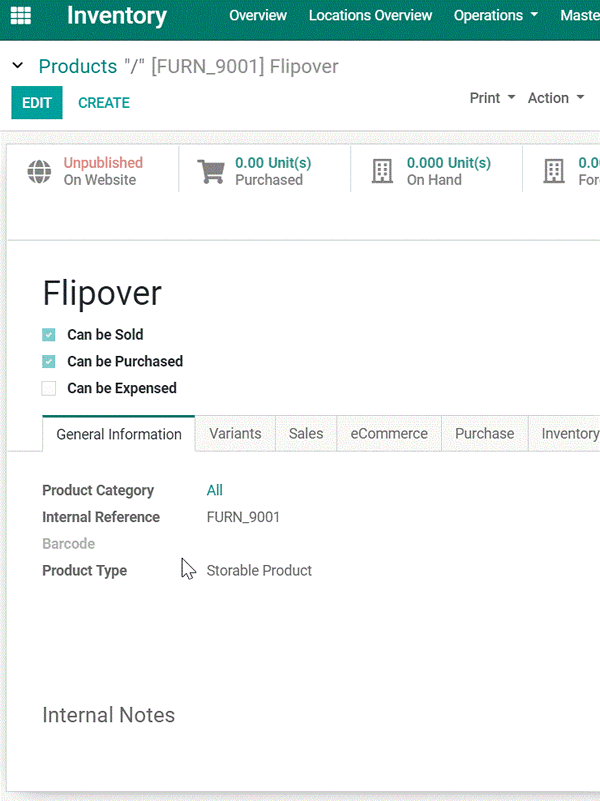 Inventory Overview Locations Overview Operations Maste
Products "/" [FURN_9001] Flipover
EDIT CREATE Print Action
Unpublished 0.00 Unit(s) 0.000 Unit(s) 0.0
On Website Purchased On Hand For
Flipover
Can be Sold
Can be Purchased
Can be Expensed
General Information Variants Sales eCommerce Purchase Inventory
Product Category All
Internal Reference FURN_9001
Barcode
Product Type Storable Product
Internal Notes